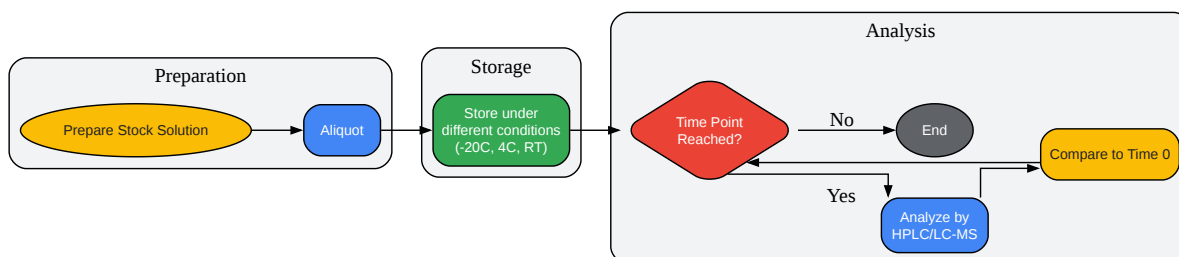 Preparation
Prepare Stock Solution
Aliquot
Storage
Store under
different conditions
(-20C, 4C, RT)
Analysis
Time Point
Reached?
No
End
Yes
Analyze by
HPLC/LC-MS
Compare to Time 0